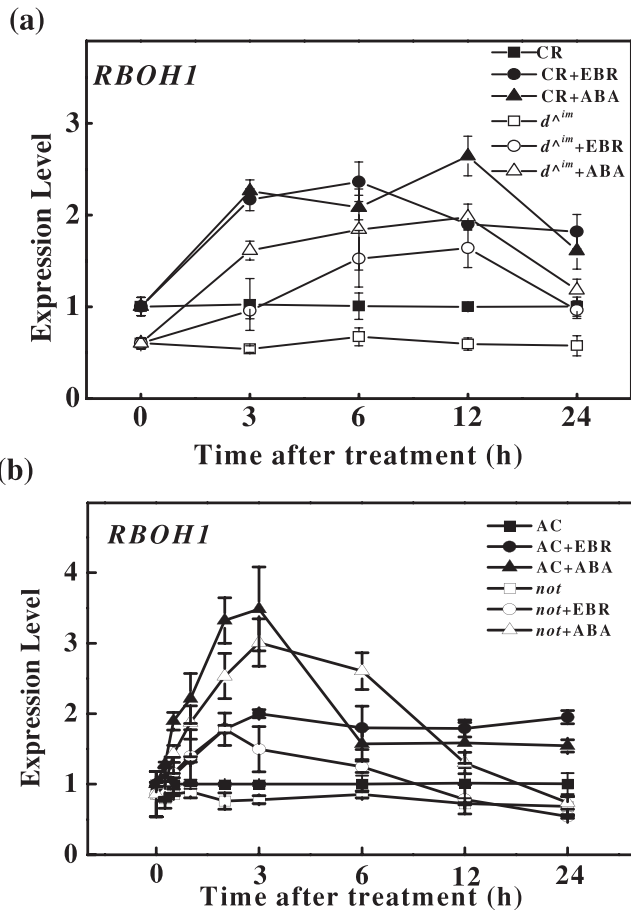 (a)
RBOH1
CR
CR+EBR
CR+ABA
d^im
d^im+EBR
d^im+ABA
Expression Level
3
2
1
0
0 3 6 12 24
Time after treatment (h)
(b)
RBOH1
AC
AC+EBR
AC+ABA
not
not+EBR
not+ABA
Expression Level
4
3
2
1
0
0 3 6 12 24
Time after treatment (h)